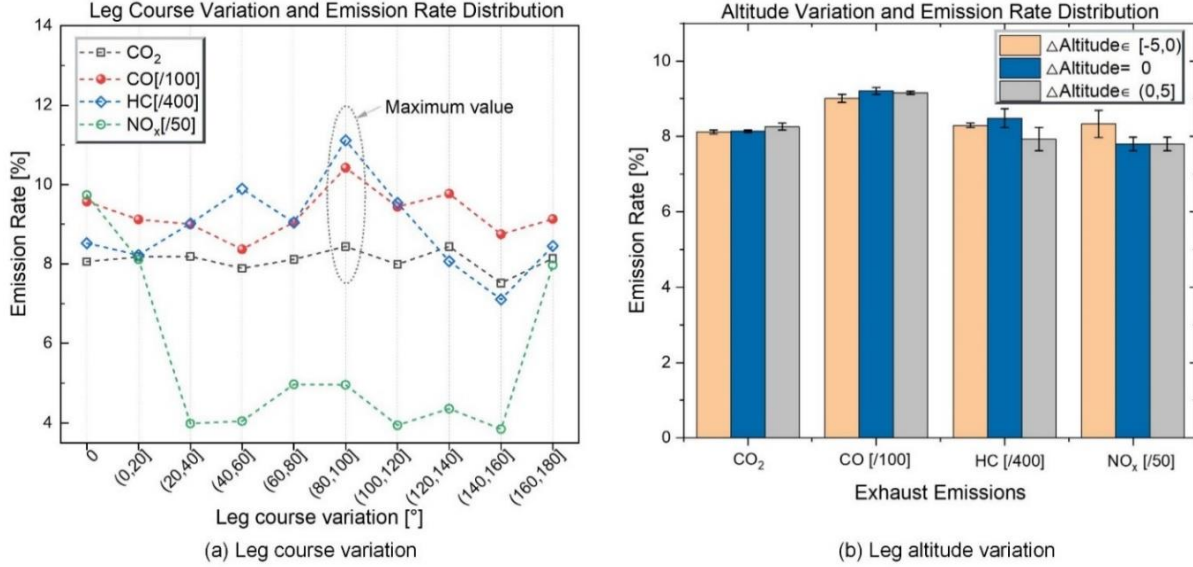 Leg Course Variation and Emission Rate Distribution
14
12
10
8
6
4
Emission Rate [%]
CO₂
CO[/100]
HC[/400]
NOₓ[/50]
Maximum value
0
(0,20]
(20,40]
(40,60]
(60,80]
(80,100]
(100,120]
(120,140]
(140,160]
(160,180]
Leg course variation [°]
(a) Leg course variation
Altitude Variation and Emission Rate Distribution
10
8
6
4
2
0
Emission Rate [%]
△Altitude∈ [-5,0)
△Altitude= 0
△Altitude∈ (0,5]
CO₂
CO [/100]
HC [/400]
NOₓ [/50]
Exhaust Emissions
(b) Leg altitude variation